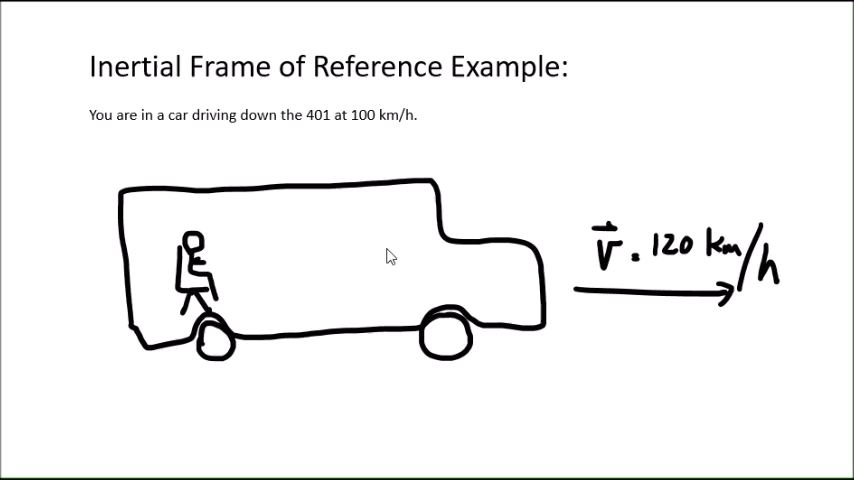 Inertial Frame of Reference Example:
You are in a car driving down the 401 at 100 km/h.
V = 120 km/h